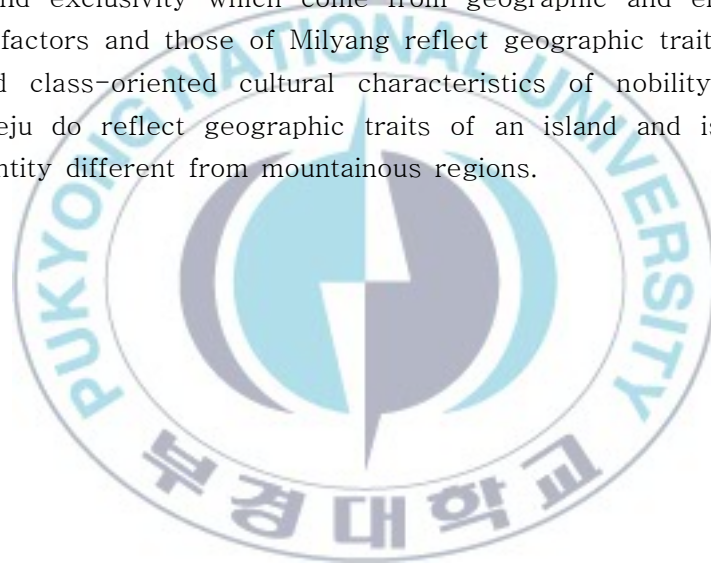 nd exclusivity which come from geographic and e
factors and those of Milyang reflect geographic trait
d class-oriented cultural characteristics of nobility
eju do reflect geographic traits of an island and is
ntity different from mountainous regions.
PUKYONG NATIONAL UNIVERSITY
부경대학교